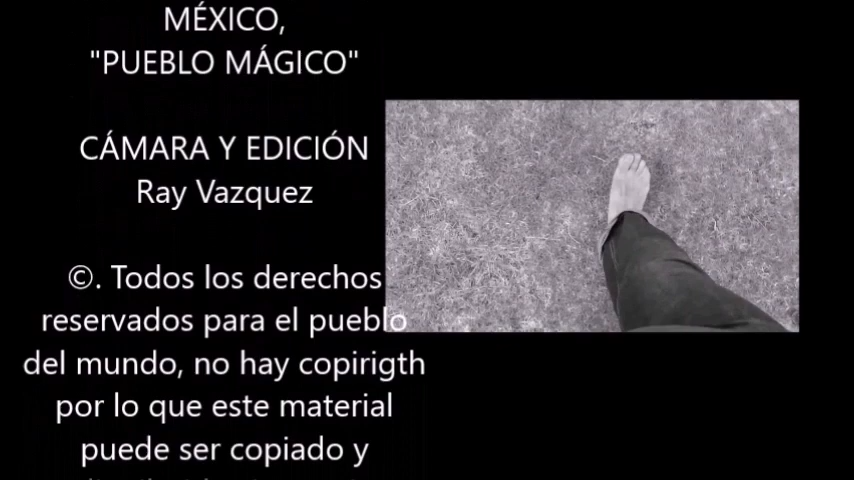 MÉXICO,
"PUEBLO MÁGICO"
CÁMARA Y EDICIÓN
Ray Vazquez
©. Todos los derechos
reservados para el pueblo
del mundo, no hay copirigth
por lo que este material
puede ser copiado y